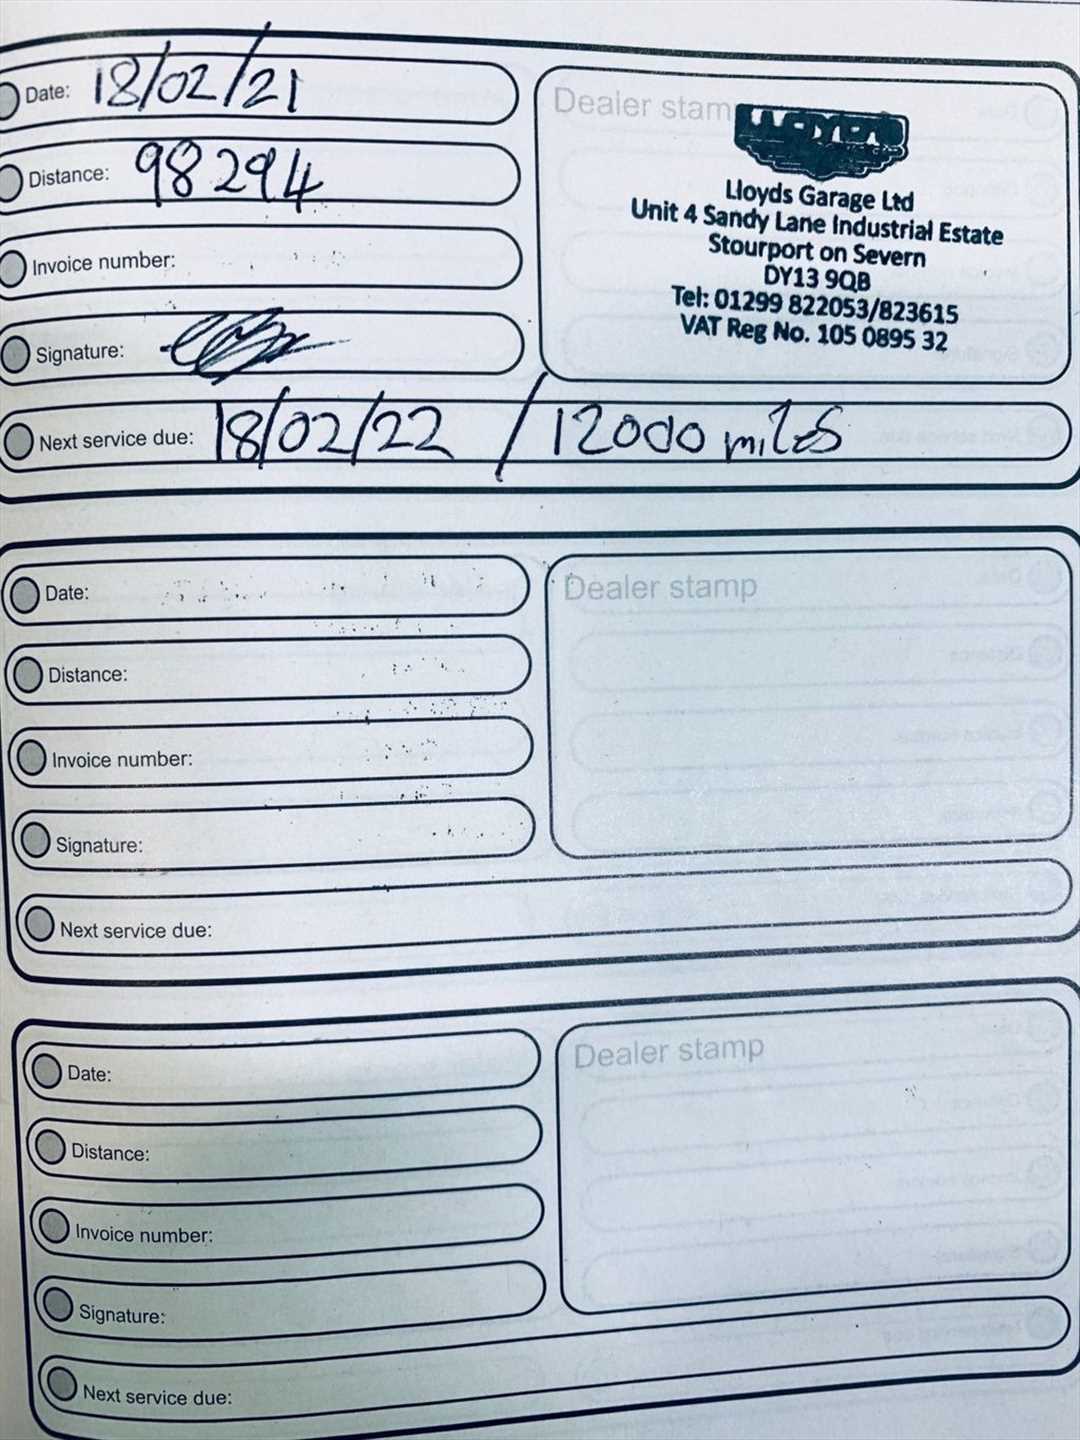 Date: 18/02/21
Distance: 98294
Invoice number:
Signature:
Dealer stamp
LLOYDS
Lloyds Garage Ltd
Unit 4 Sandy Lane Industrial Estate
Stourport on Severn
DY13 9QB
Tel: 01299 822053/823615
VAT Reg No. 105 0895 32
Next service due: 18/02/22 / 12000 miles
Date:
Distance:
Invoice number:
Signature:
Dealer stamp
Next service due:
Date:
Distance:
Invoice number:
Signature:
Dealer stamp
Next service due: